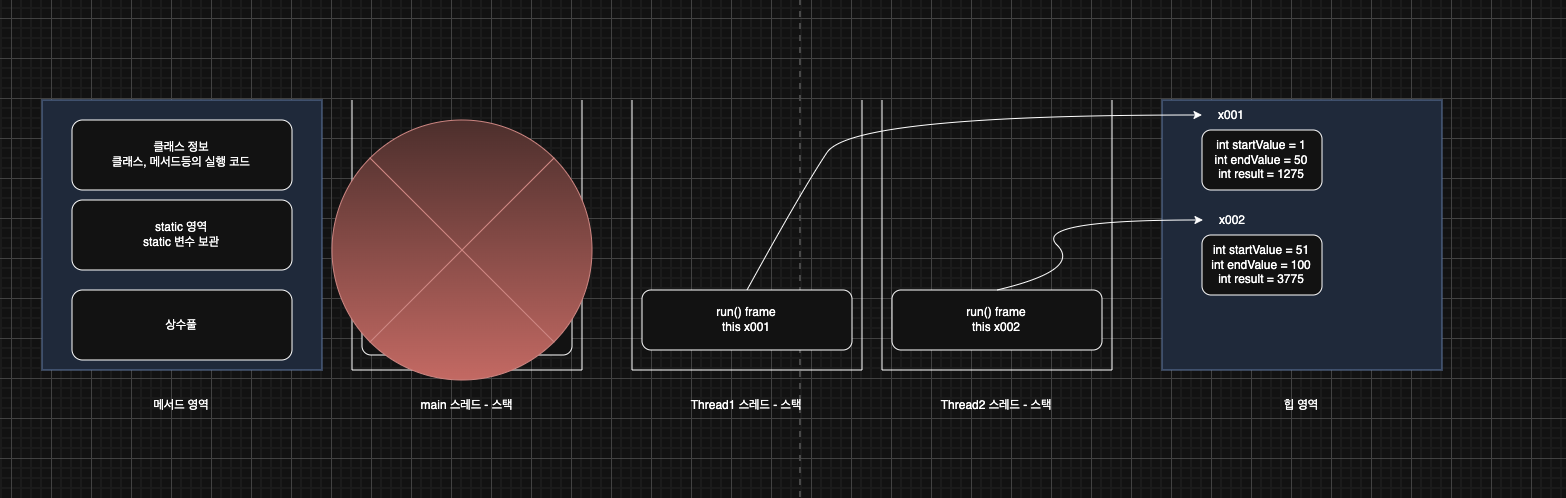 클래스 정보
클래스, 메서드등의 실행 코드
static 영역
static 변수 보관
상수풀
메서드 영역
main 스레드 - 스택
run() frame
this x001
Thread1 스레드 - 스택
run() frame
this x002
Thread2 스레드 - 스택
x001
int startValue = 1
int endValue = 50
int result = 1275
x002
int startValue = 51
int endValue = 100
int result = 3775
힙 영역